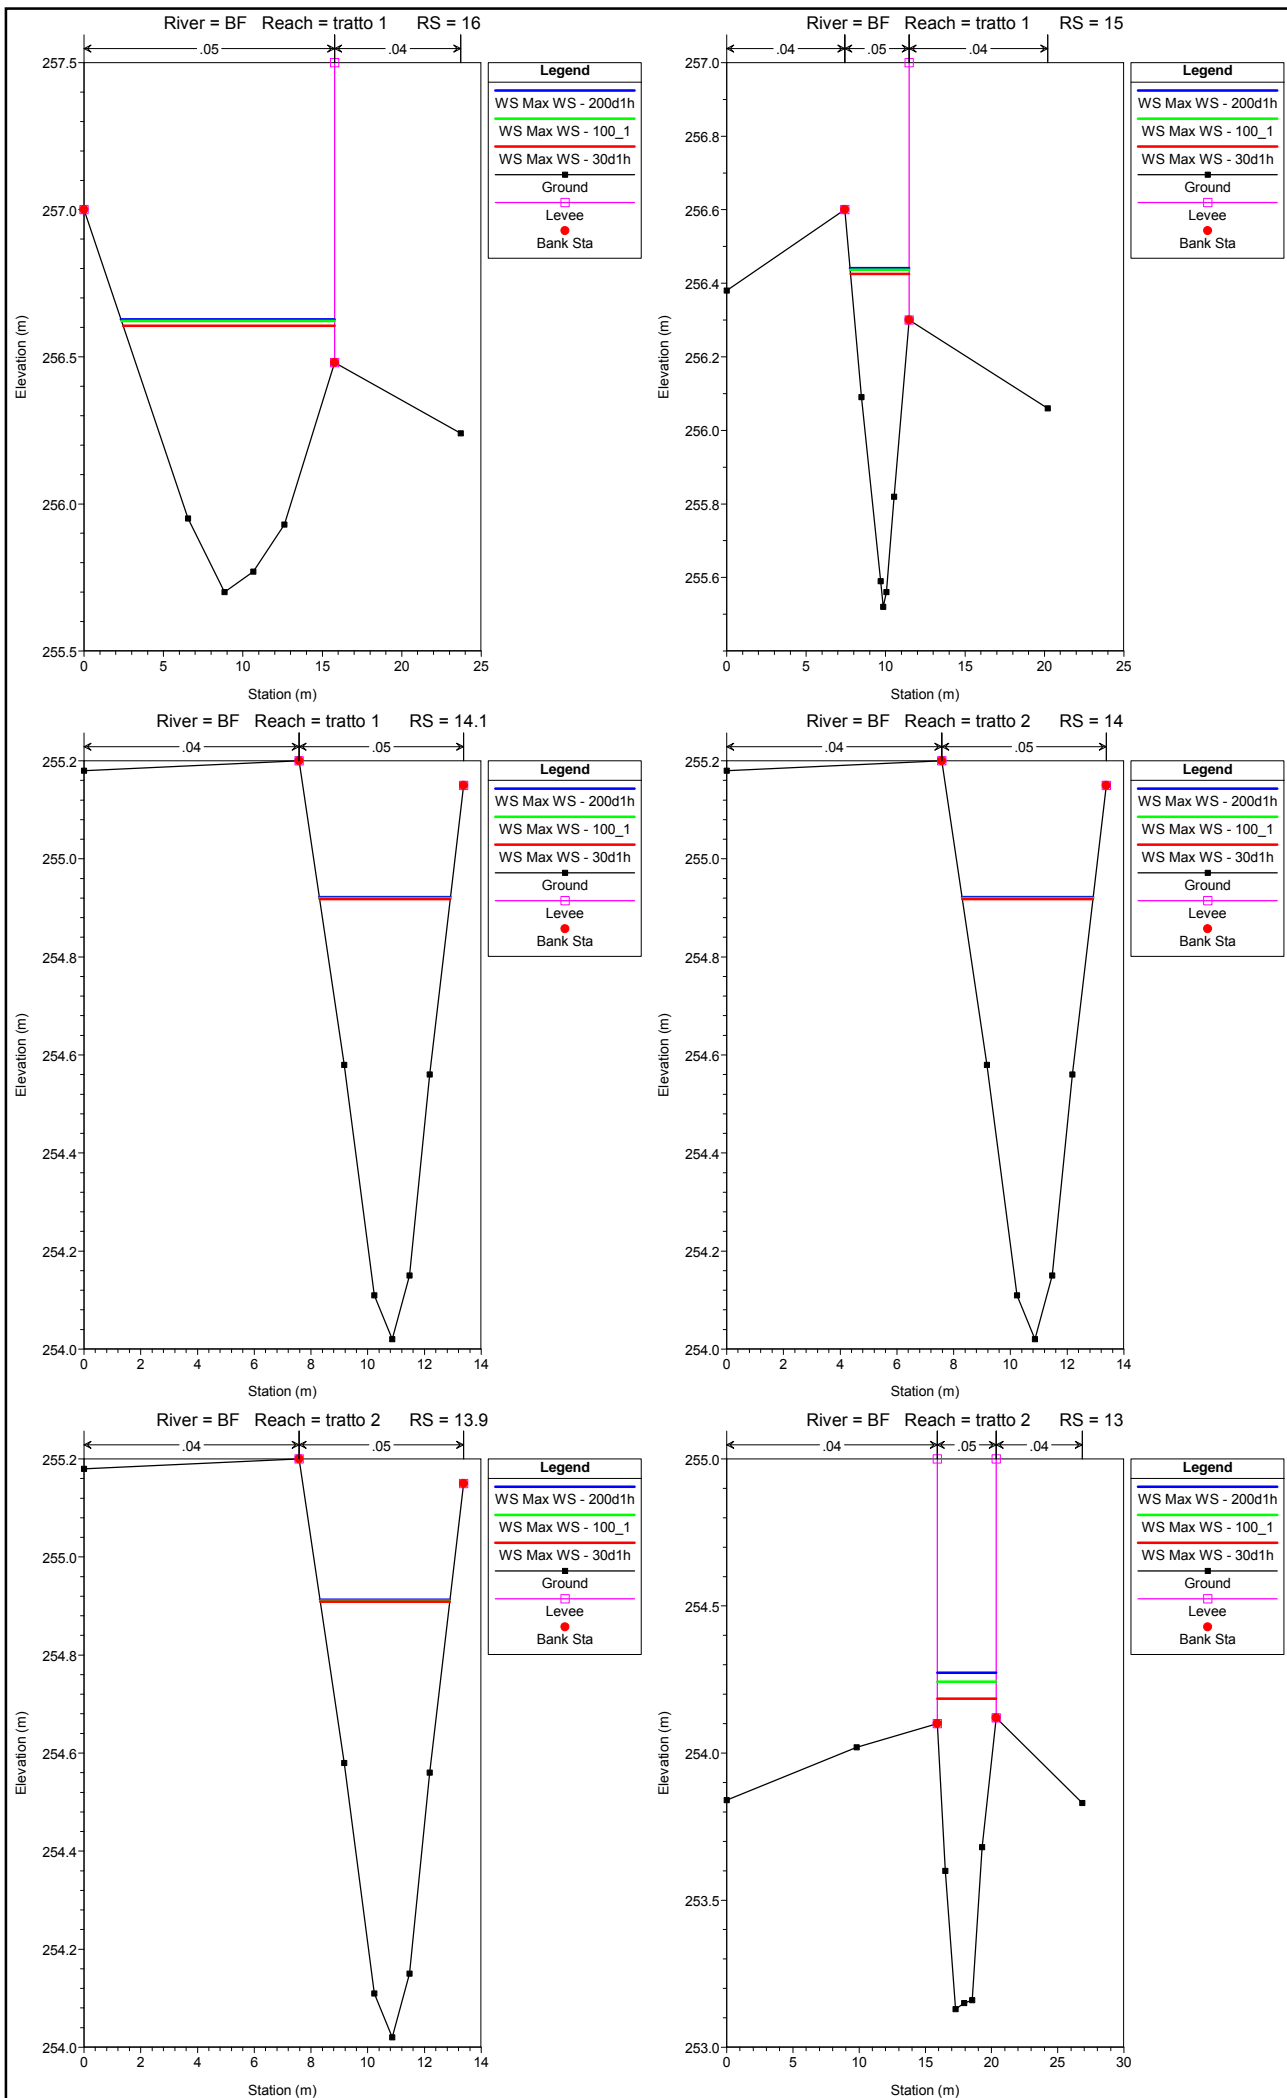 River = BF Reach = tratto 1 RS = 16
.05 .04
257.5
257.0
256.5
256.0
255.5
Elevation (m)
0 5 10 15 20 25
Station (m)
Legend
WS Max WS - 200d1h
WS Max WS - 100_1
WS Max WS - 30d1h
Ground
Levee
Bank Sta
River = BF Reach = tratto 1 RS = 15
.04 .05 .04
257.0
256.8
256.6
256.4
256.2
256.0
255.8
255.6
Elevation (m)
0 5 10 15 20 25
Station (m)
Legend
WS Max WS - 200d1h
WS Max WS - 100_1
WS Max WS - 30d1h
Ground
Levee
Bank Sta
River = BF Reach = tratto 1 RS = 14.1
.04 .05
255.2
255.0
254.8
254.6
254.4
254.2
254.0
Elevation (m)
0 2 4 6 8 10 12 14
Station (m)
Legend
WS Max WS - 200d1h
WS Max WS - 100_1
WS Max WS - 30d1h
Ground
Levee
Bank Sta
River = BF Reach = tratto 2 RS = 14
.04 .05
255.2
255.0
254.8
254.6
254.4
254.2
254.0
Elevation (m)
0 2 4 6 8 10 12 14
Station (m)
Legend
WS Max WS - 200d1h
WS Max WS - 100_1
WS Max WS - 30d1h
Ground
Levee
Bank Sta
River = BF Reach = tratto 2 RS = 13.9
.04 .05
255.2
255.0
254.8
254.6
254.4
254.2
254.0
Elevation (m)
0 2 4 6 8 10 12 14
Station (m)
Legend
WS Max WS - 200d1h
WS Max WS - 100_1
WS Max WS - 30d1h
Ground
Levee
Bank Sta
River = BF Reach = tratto 2 RS = 13
.04 .05 .04
255.0
254.5
254.0
253.5
253.0
Elevation (m)
0 5 10 15 20 25 30
Station (m)
Legend
WS Max WS - 200d1h
WS Max WS - 100_1
WS Max WS - 30d1h
Ground
Levee
Bank Sta